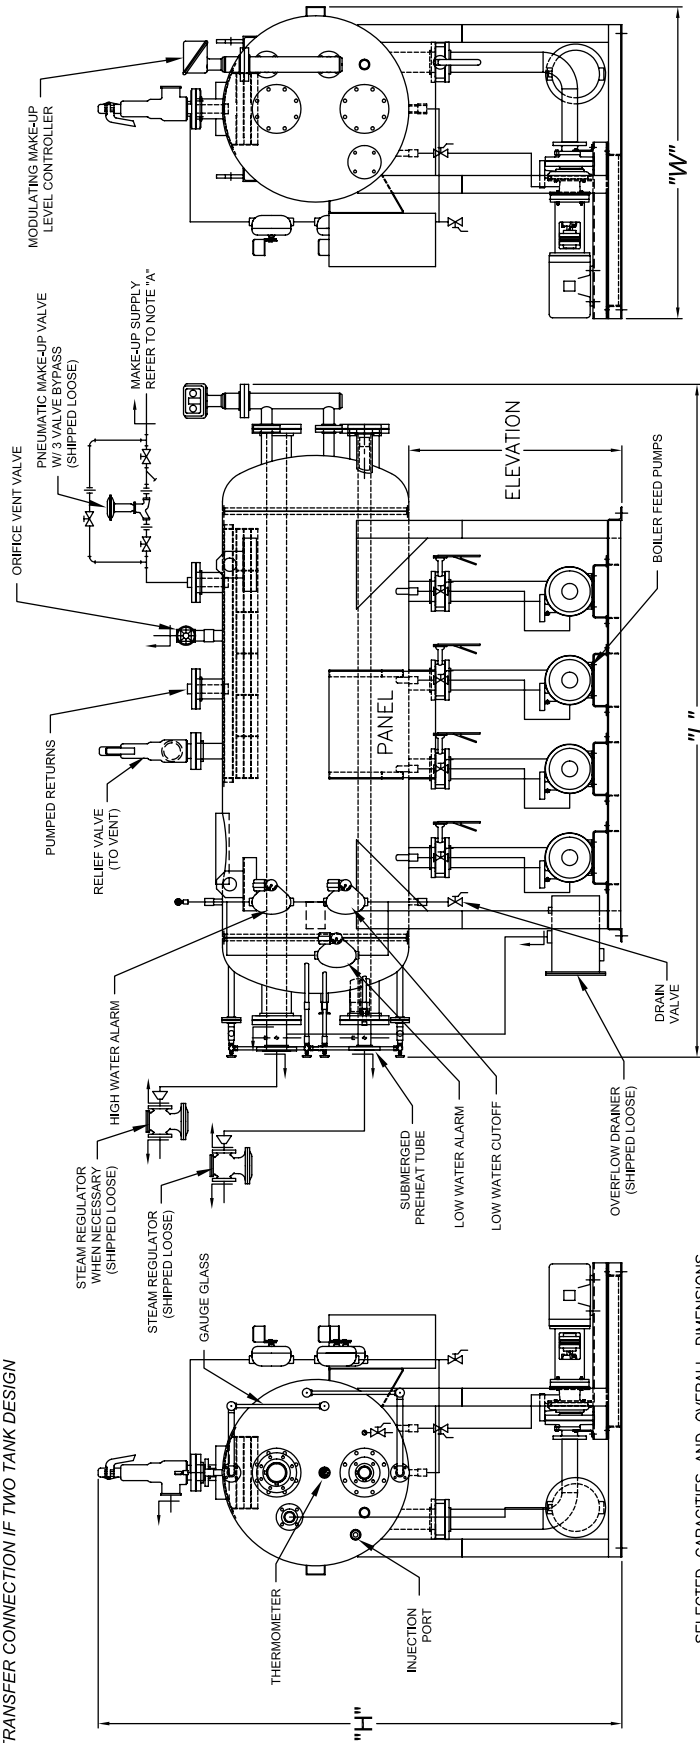 TRANSFER CONNECTION IF TWO TANK DESIGN
"H"
THERMOMETER
INJECTION
PORT
GAUGE GLASS
STEAM REGULATOR
WHEN NECESSARY
(SHIPPED LOOSE)
STEAM REGULATOR
(SHIPPED LOOSE)
HIGH WATER ALARM
SUBMERGED
PREHEAT TUBE
LOW WATER ALARM
LOW WATER CUTOFF
OVERFLOW DRAINER
(SHIPPED LOOSE)
DRAIN
VALVE
RELIEF VALVE
(TO VENT)
PUMPED RETURNS
ORIFICE VENT VALVE
PNEUMATIC MAKE-UP VALVE
W/ 3 VALVE BYPASS
(SHIPPED LOOSE)
MAKE-UP SUPPLY
REFER TO NOTE "A"
PANEL
ELEVATION
BOILER FEED PUMPS
"L"
MODULATING MAKE-UP
LEVEL CONTROLLER
"W"
SELECTED CAPACITIES AND OVERALL DIMENSIONS